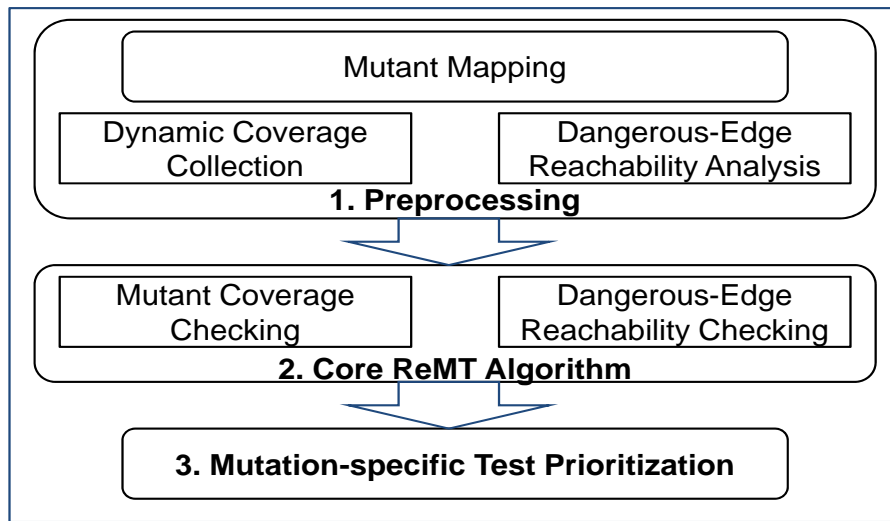 Mutant Mapping
Dynamic Coverage
Collection
Dangerous-Edge
Reachability Analysis
1. Preprocessing
Mutant Coverage
Checking
Dangerous-Edge
Reachability Checking
2. Core ReMT Algorithm
3. Mutation-specific Test Prioritization